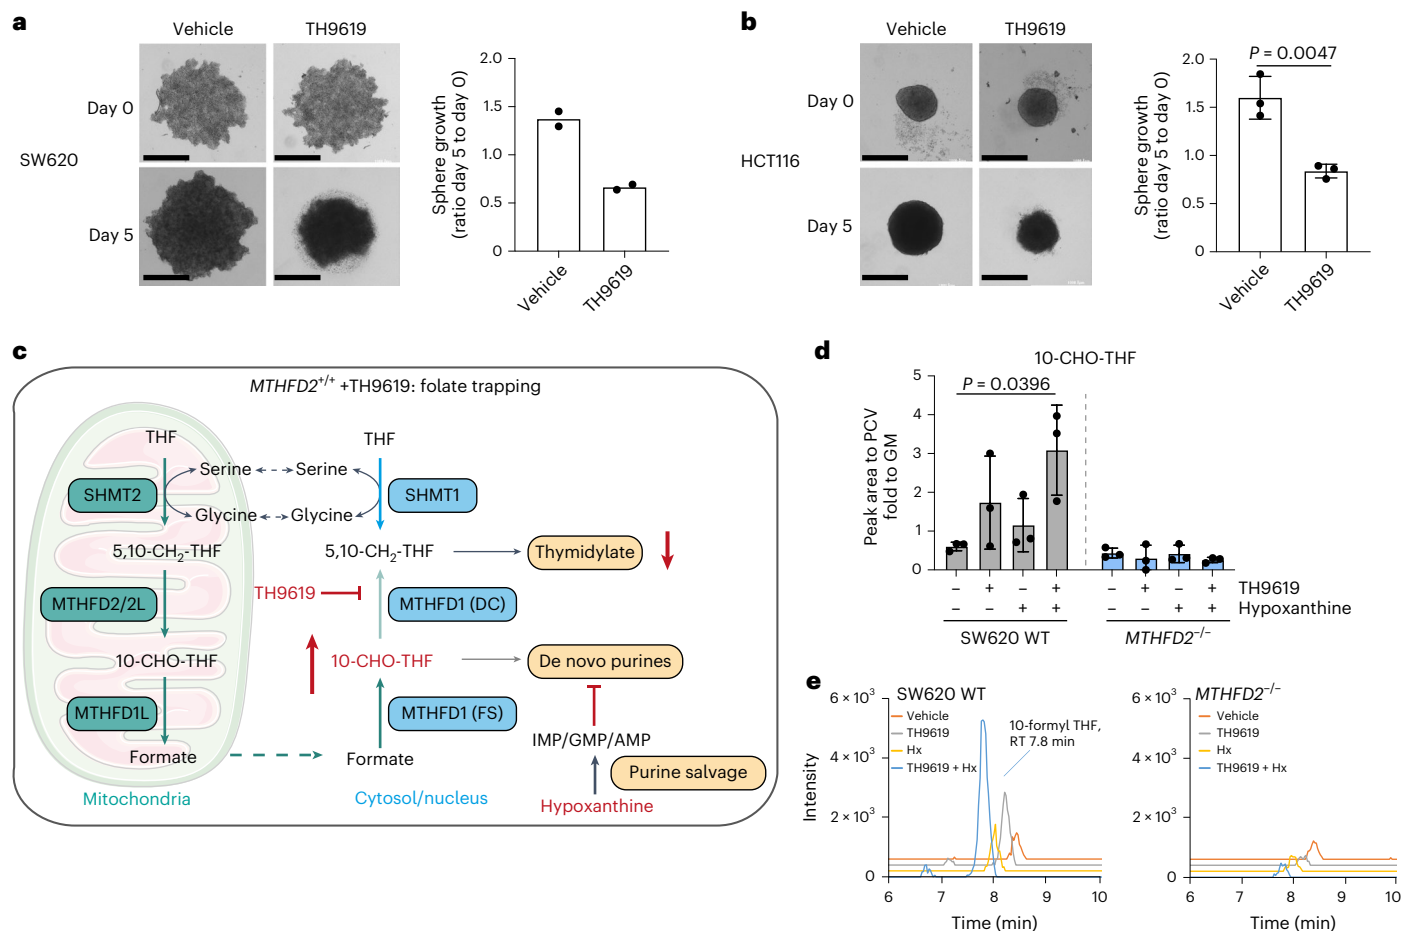 a
Vehicle
TH9619
Day 0
SW620
Day 5
Sphere growth
(ratio day 5 to day 0)
2.0
1.5
1.0
0.5
0
Vehicle
TH9619
b
Vehicle
TH9619
Day 0
HCT116
Day 5
Sphere growth
(ratio day 5 to day 0)
2.0
1.5
1.0
0.5
0
P = 0.0047
Vehicle
TH9619
c
MTHFD2+/+ +TH9619: folate trapping
THF
THF
Serine
Serine
SHMT2
SHMT1
Glycine
Glycine
5,10-CH2-THF
5,10-CH2-THF
Thymidylate
TH9619
MTHFD2/2L
MTHFD1 (DC)
10-CHO-THF
10-CHO-THF
De novo purines
MTHFD1L
MTHFD1 (FS)
IMP/GMP/AMP
Formate
Formate
Purine salvage
Mitochondria
Cytosol/nucleus
Hypoxanthine
d
10-CHO-THF
Peak area to PCV
fold to GM
5
4
3
2
1
0
P = 0.0396
– + – + – + – + TH9619
– – + + – – + + Hypoxanthine
SW620 WT
MTHFD2–/–
e
SW620 WT
Intensity
6 × 10³
4 × 10³
2 × 10³
0
Vehicle
TH9619
Hx
TH9619 + Hx
10-formyl THF,
RT 7.8 min
6 7 8 9 10
Time (min)
MTHFD2–/–
6 × 10³
4 × 10³
2 × 10³
0
Vehicle
TH9619
Hx
TH9619 + Hx
6 7 8 9 10
Time (min)